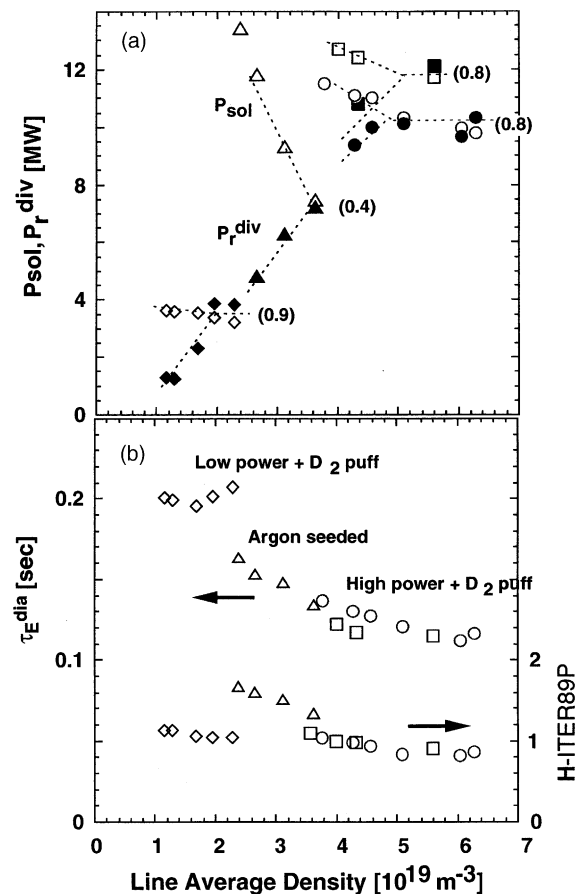 (a)
12
8
4
0
Psol, Pr div [MW]
Psol
Pr div
(0.8)
(0.8)
(0.4)
(0.9)
(b)
Low power + D 2 puff
0.2
Argon seeded
High power + D 2 puff
0.1
0
τE dia [sec]
2
1
0
H-ITER89P
0 1 2 3 4 5 6 7
Line Average Density [10 19 m-3]